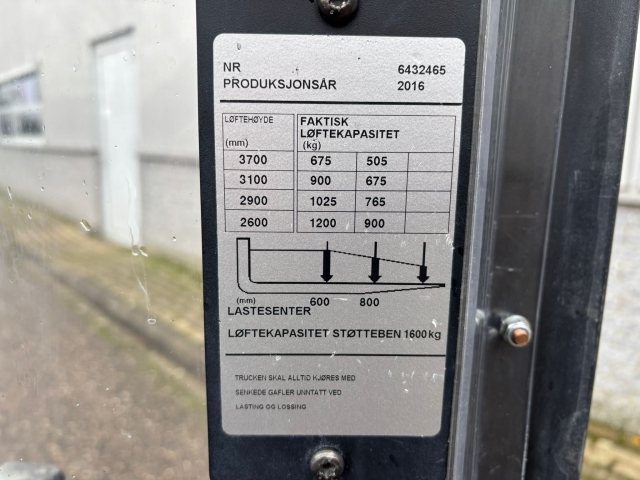 NR 6432465
PRODUKSJONSÅR 2016
LØFTEHØYDE FAKTISK
LØFTEKAPASITET
(mm) (kg)
3700 675 505
3100 900 675
2900 1025 765
2600 1200 900
(mm) 600 800
LASTESENTER
LØFTEKAPASITET STØTTEBEN 1600kg
TRUCKEN SKAL ALLTID KJØRES MED
SENKEDE GAFLER UNNTATT VED
LASTING OG LOSSING